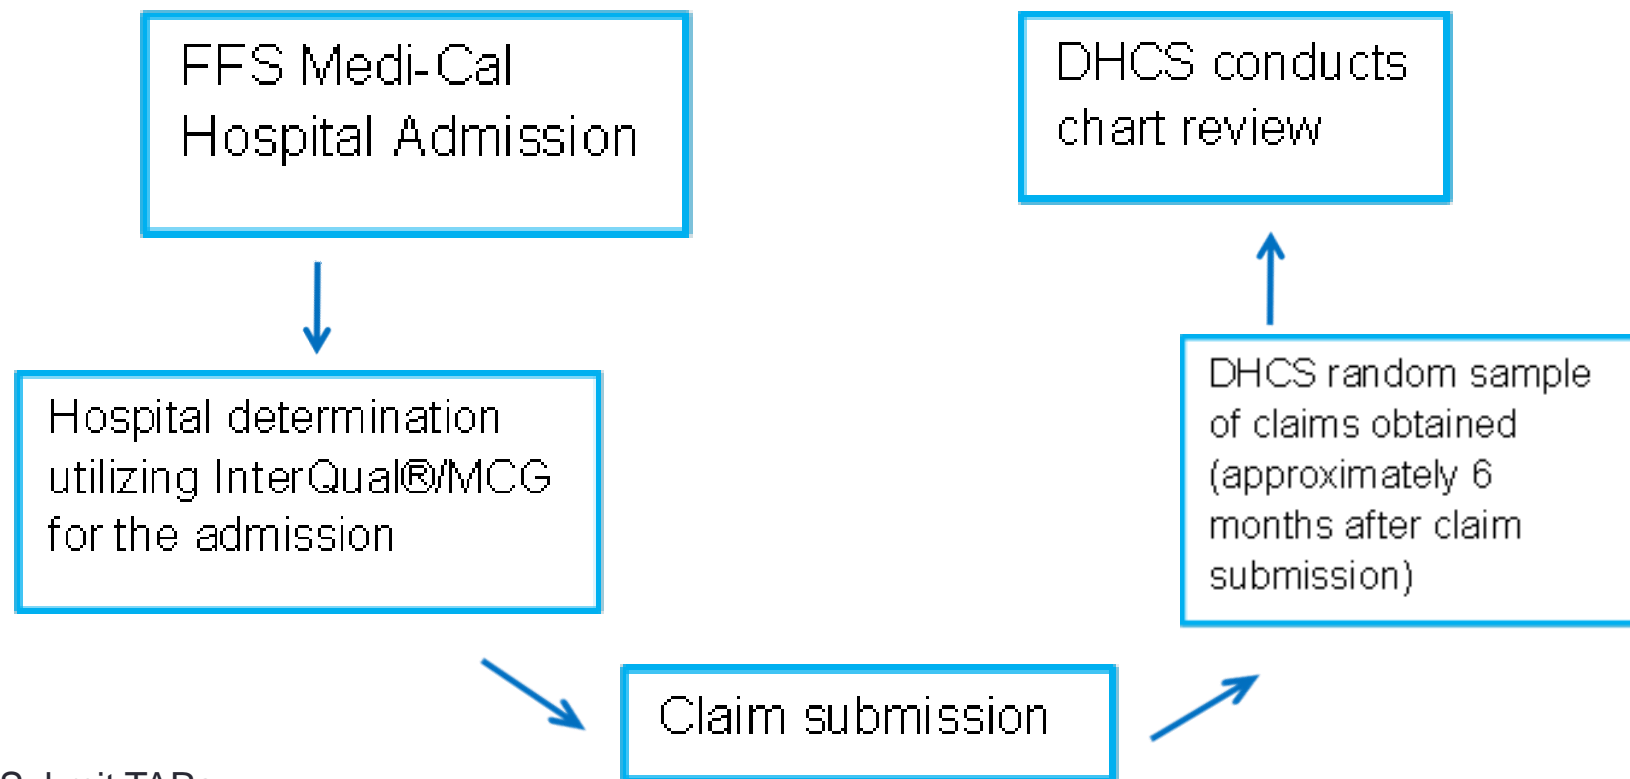 FFS Medi-Cal
Hospital Admission
Hospital determination
utilizing InterQual®/MCG
for the admission
Claim submission
DHCS random sample
of claims obtained
(approximately 6
months after claim
submission)
DHCS conducts
chart review